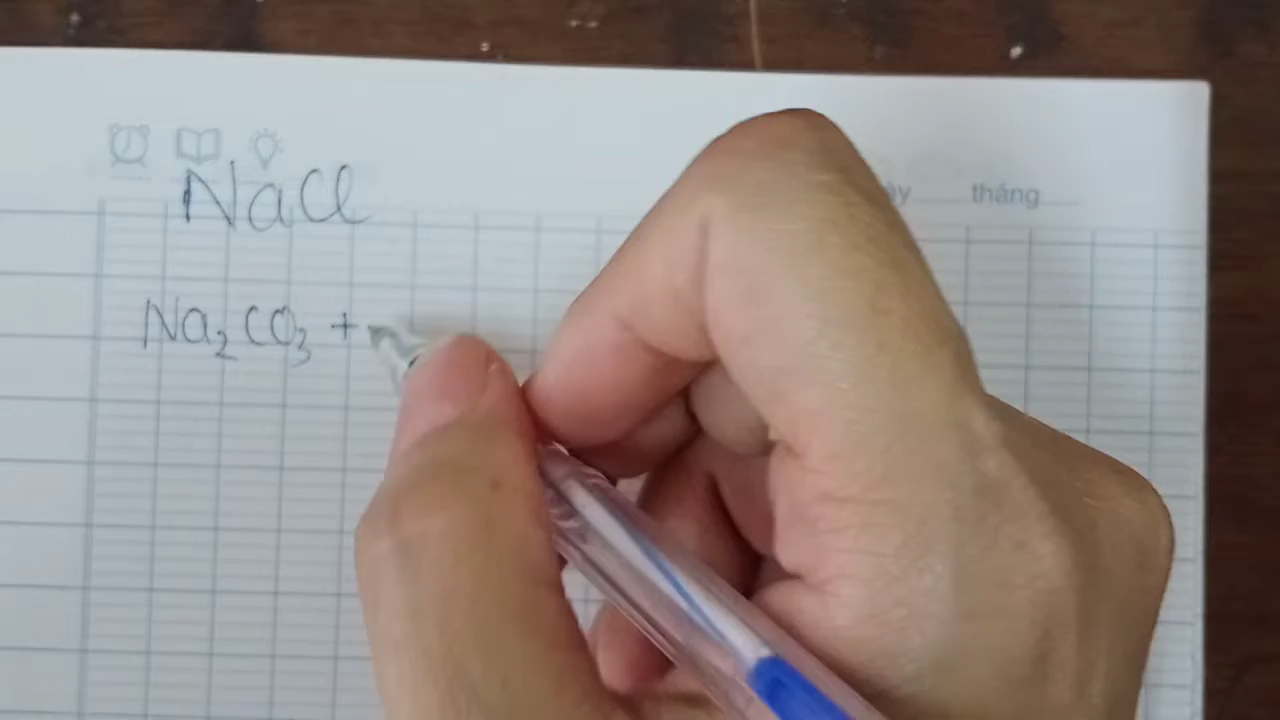 NaCl
tháng
Na₂CO₃ +